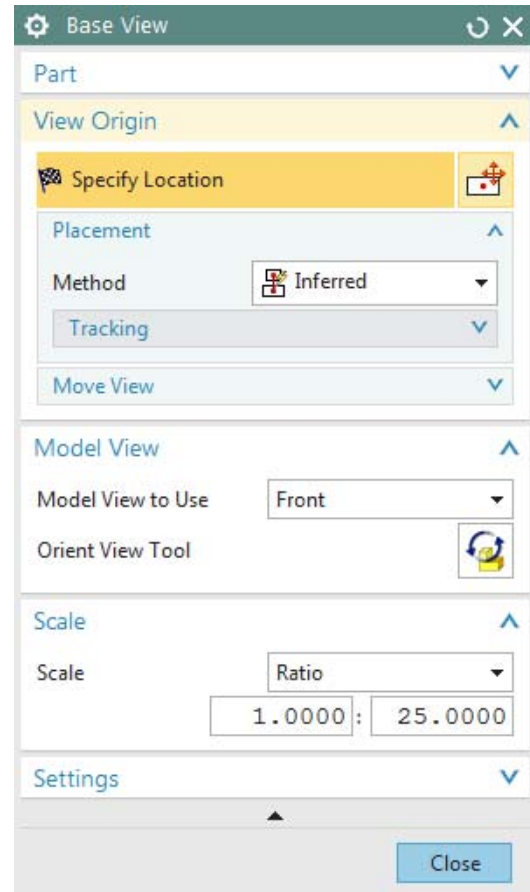 Base View
Part
View Origin
Specify Location
Placement
Method Inferred
Tracking
Move View
Model View
Model View to Use Front
Orient View Tool
Scale
Scale Ratio
1.0000 : 25.0000
Settings
Close